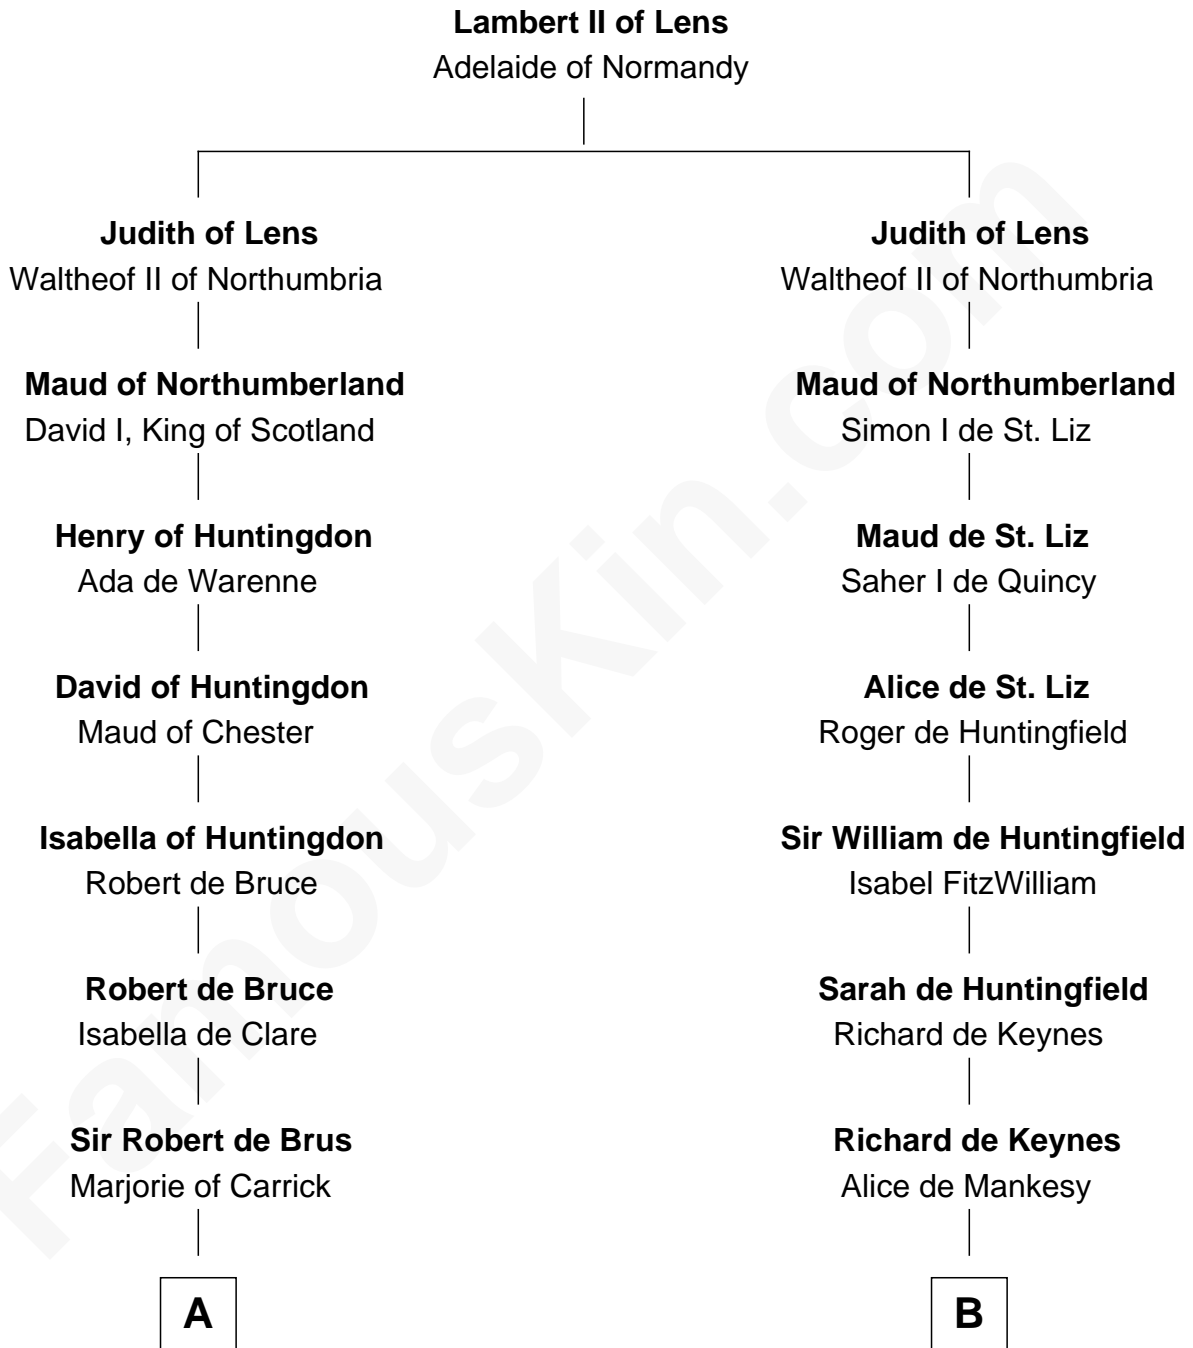 Lambert II of Lens
Adelaide of Normandy
Judith of Lens
Waltheof II of Northumbria
Maud of Northumberland
David I, King of Scotland
Henry of Huntingdon
Ada de Warenne
David of Huntingdon
Maud of Chester
Isabella of Huntingdon
Robert de Bruce
Robert de Bruce
Isabella de Clare
Sir Robert de Brus
Marjorie of Carrick
A
Judith of Lens
Waltheof II of Northumbria
Maud of Northumberland
Simon I de St. Liz
Maud de St. Liz
Saher I de Quincy
Alice de St. Liz
Roger de Huntingfield
Sir William de Huntingfield
Isabel FitzWilliam
Sarah de Huntingfield
Richard de Keynes
Richard de Keynes
Alice de Mankesy
B
FamousKin.com